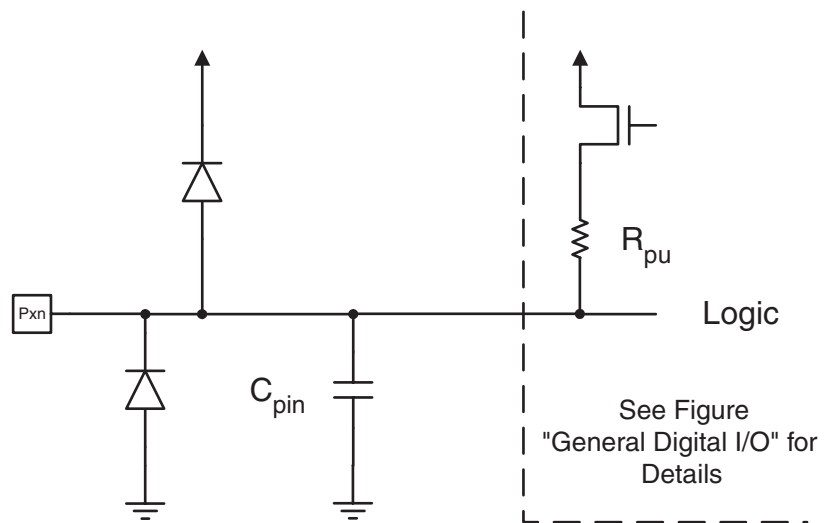 R_pu
Pxn
Logic
C_pin
See Figure
"General Digital I/O" for
Details